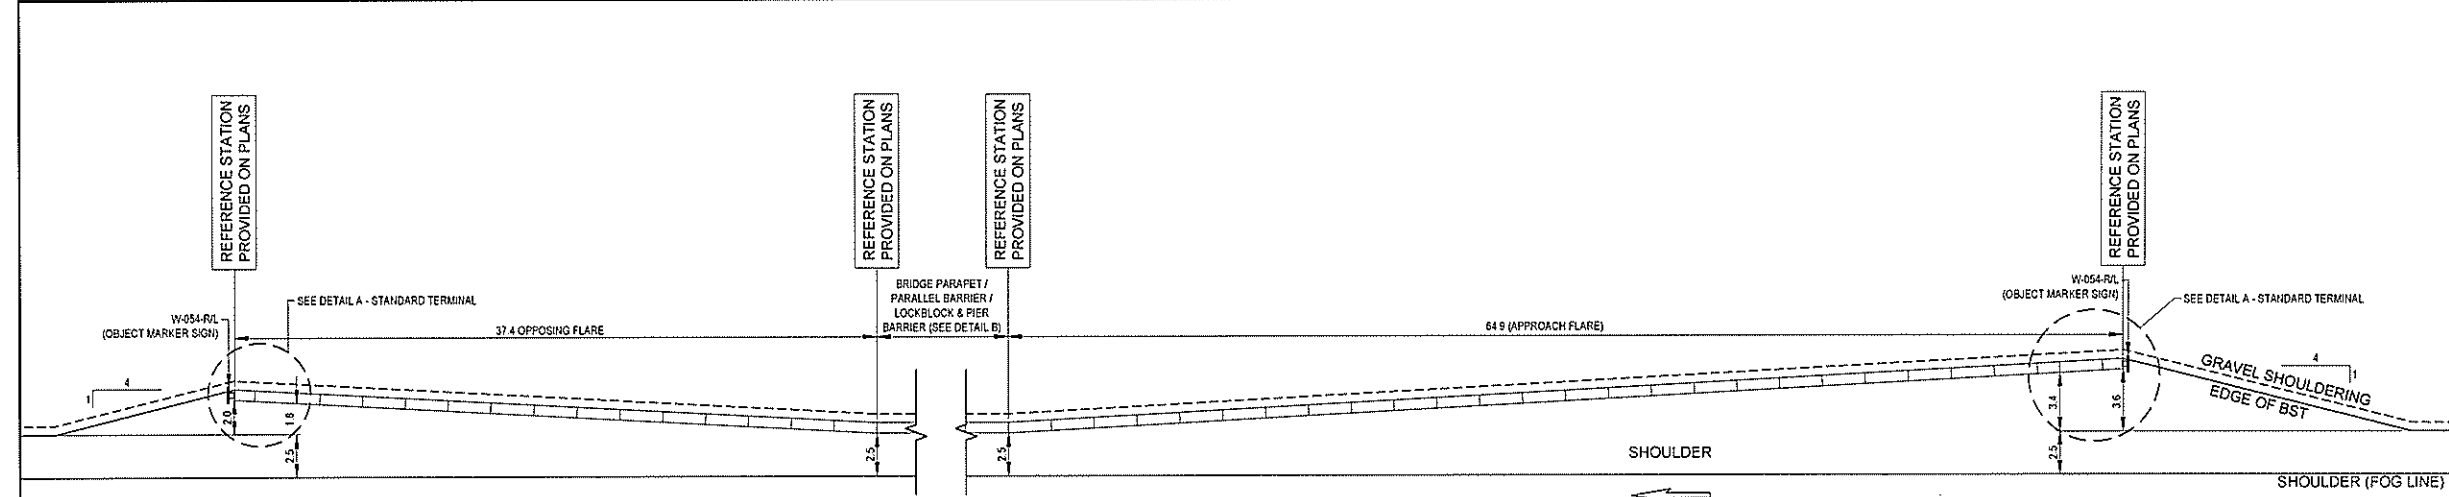 REFERENCE STATION
PROVIDED ON PLANS
REFERENCE STATION
PROVIDED ON PLANS
REFERENCE STATION
PROVIDED ON PLANS
REFERENCE STATION
PROVIDED ON PLANS
W-054-R/L
(OBJECT MARKER SIGN)
SEE DETAIL A - STANDARD TERMINAL
37.4 OPPOSING FLARE
BRIDGE PARAPET /
PARALLEL BARRIER /
LOCKBLOCK & PIER
BARRIER (SEE DETAIL B)
64.9 (APPROACH FLARE)
W-054-R/L
(OBJECT MARKER SIGN)
SEE DETAIL A - STANDARD TERMINAL
4
1
2.0
1.8
2.5
2.5
2.5
3.4
3.6
2.5
4
1
GRAVEL SHOULDERING
EDGE OF BST
SHOULDER
SHOULDER (FOG LINE)